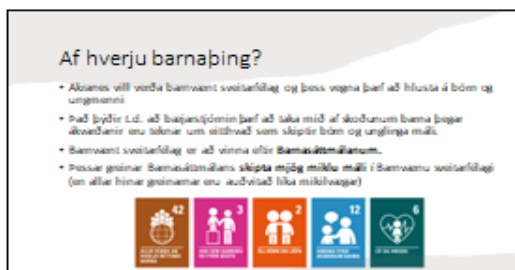 Af hverju barnaþing?
• Akranes vill verða barnvænt sveitarfélag og þess vegna þarf að hlusta á börn og
ungmenni
• Það þýðir t.d. að bæjarstjórnin þarf að taka mið af skoðunum barna þegar
ákvarðanir eru teknar um eitthvað sem skiptir börn og unglinga máli.
• Barnvænt sveitarfélag er að vinna eftir Barnasáttmálanum.
• Þessar greinar Barnasáttmálans skipta mjög miklu máli í Barnvænu sveitarfélagi
(en allar hinar greinarnar eru auðvitað líka mikilvægar)
42
3
2
12
6